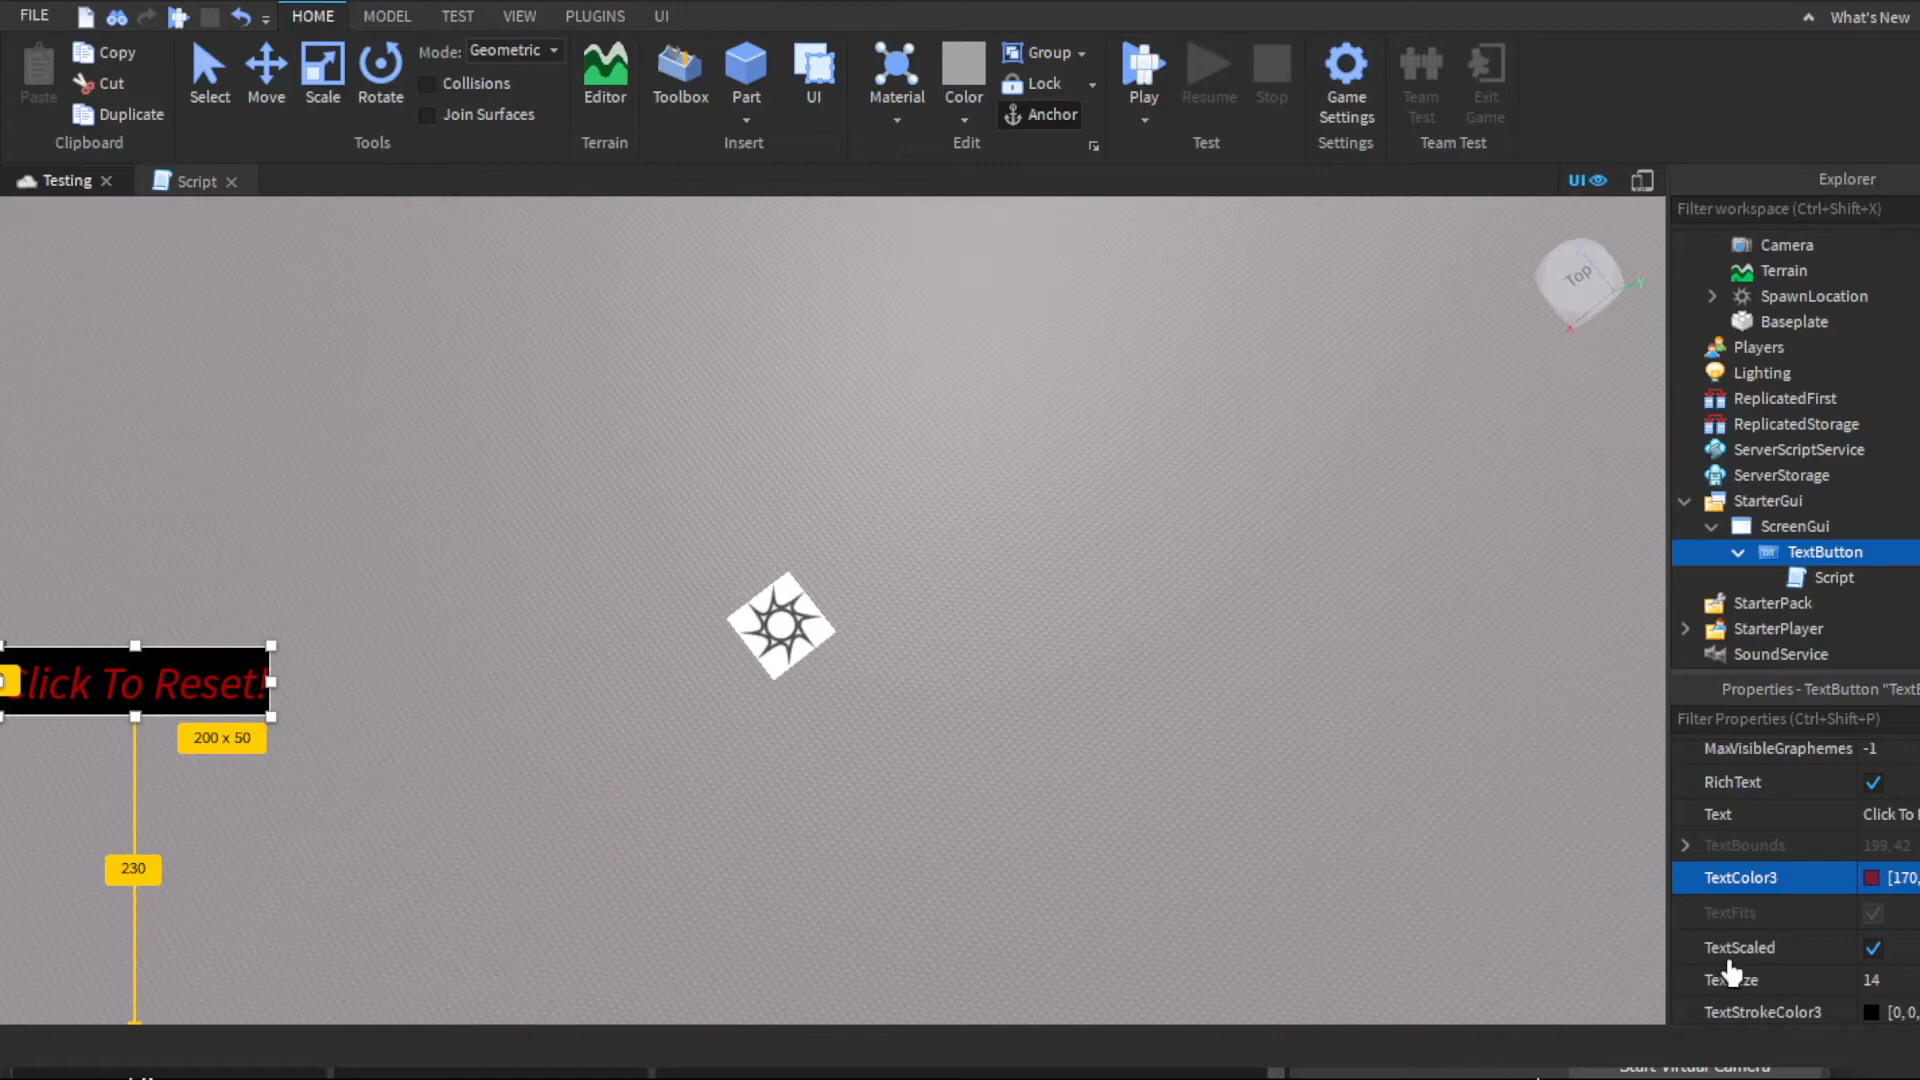 FILE
HOME
MODEL
TEST
VIEW
PLUGINS
UI
What's New
Paste
Copy
Cut
Duplicate
Clipboard
Select
Move
Scale
Rotate
Mode: Geometric
Collisions
Join Surfaces
Tools
Editor
Terrain
Toolbox
Part
UI
Insert
Material
Color
Group
Lock
Anchor
Edit
Play
Resume
Stop
Test
Game
Settings
Settings
Team
Test
Exit
Game
Team Test
Testing
Script
UI
Explorer
Filter workspace (Ctrl+Shift+X)
Camera
Terrain
SpawnLocation
Baseplate
Players
Lighting
ReplicatedFirst
ReplicatedStorage
ServerScriptService
ServerStorage
StarterGui
ScreenGui
TextButton
Script
StarterPack
StarterPlayer
SoundService
Top
Y
X
Click To Reset!
200 x 50
230
Properties - TextButton "TextB
Filter Properties (Ctrl+Shift+P)
MaxVisibleGraphemes -1
RichText
Text Click To
TextBounds 199, 42
TextColor3 [170,
TextFits
TextScaled
TextSize 14
TextStrokeColor3 [0, 0,
Start Virtual Camera